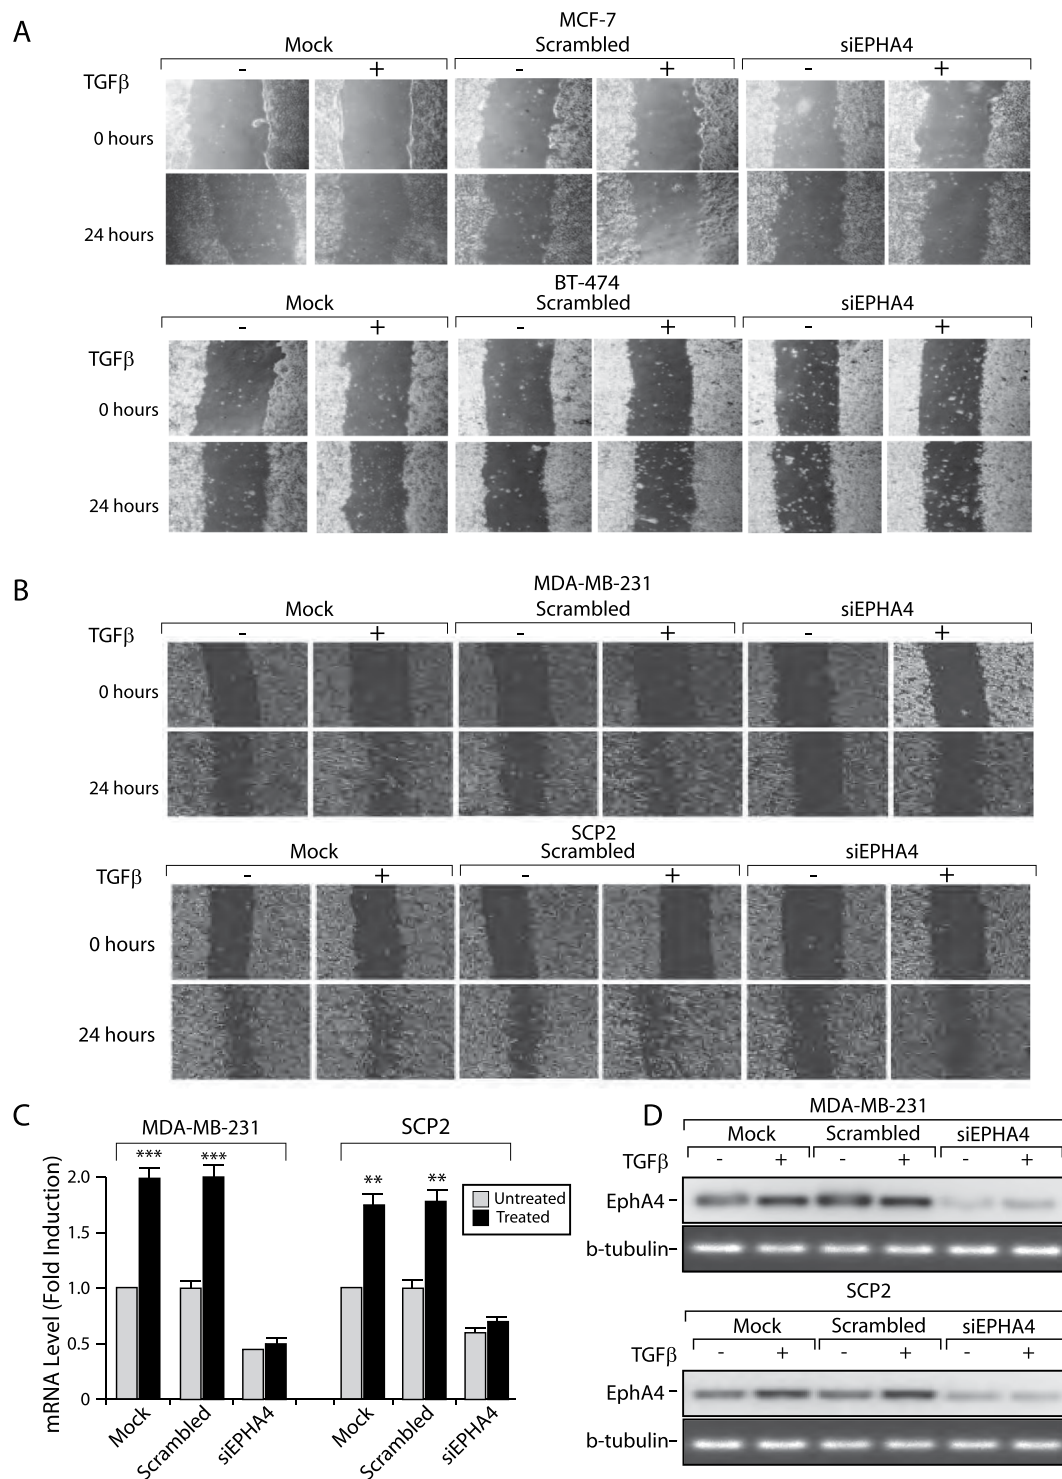 A
MCF-7
Mock Scrambled siEPHA4
TGFβ - + - + - +
0 hours
24 hours
BT-474
Mock Scrambled siEPHA4
- + - + - +
TGFβ
0 hours
24 hours
B
MDA-MB-231
Mock Scrambled siEPHA4
TGFβ - + - + - +
0 hours
24 hours
SCP2
Mock Scrambled siEPHA4
TGFβ - + - + - +
0 hours
24 hours
C
MDA-MB-231 SCP2
*** *** ** **
Untreated
Treated
mRNA Level (Fold Induction)
2.0
1.5
1.0
0.5
0
Mock Scrambled siEPHA4 Mock Scrambled siEPHA4
D
MDA-MB-231
Mock Scrambled siEPHA4
TGFβ - + - + - +
EphA4-
b-tubulin-
SCP2
Mock Scrambled siEPHA4
TGFβ - + - + - +
EphA4-
b-tubulin-